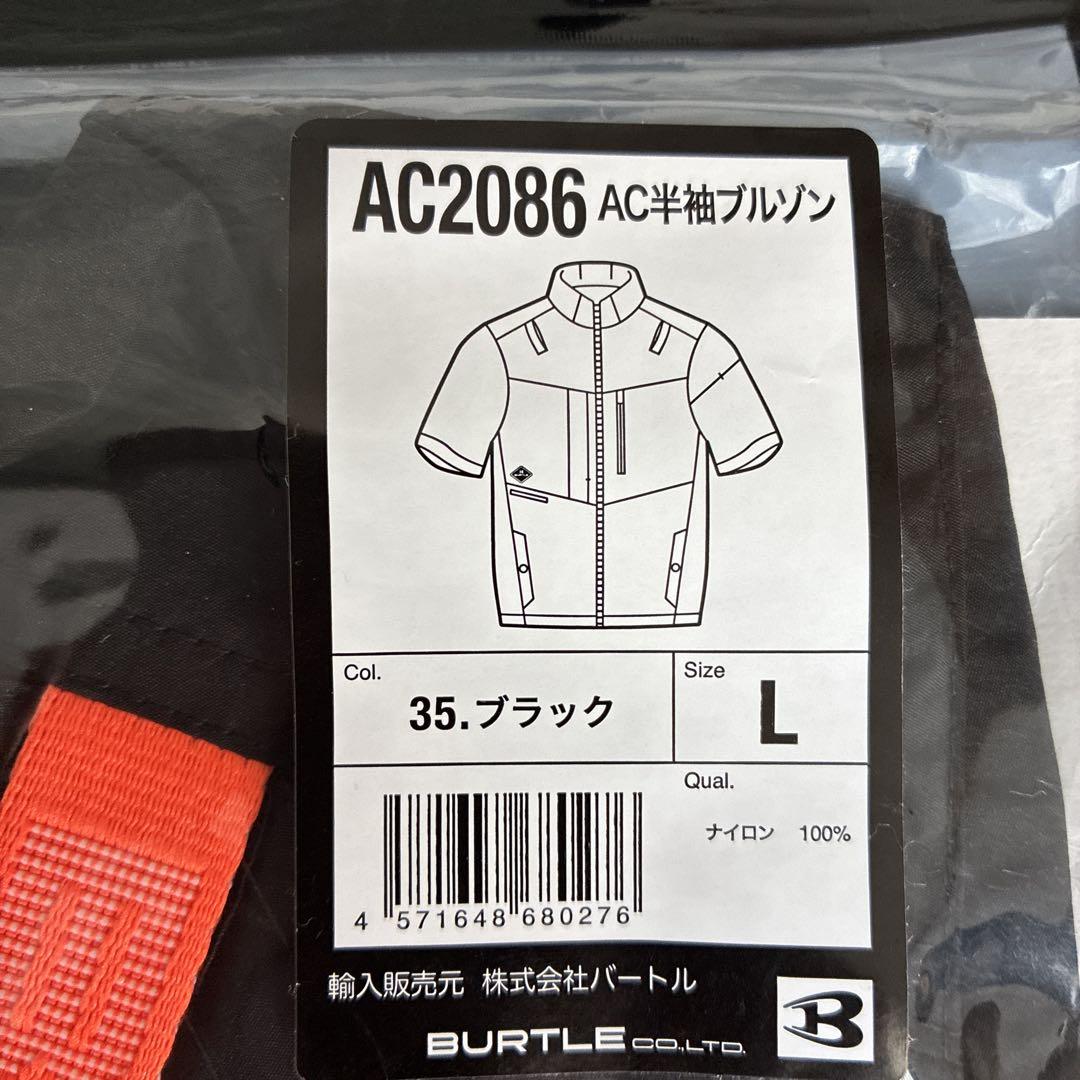 AC2086 AC半袖ブルゾン
Col.
35.ブラック
Size
L
Qual.
ナイロン 100%
4 571648 680276
輸入販売元 株式会社バートル
BURTLE CO.,LTD.
B